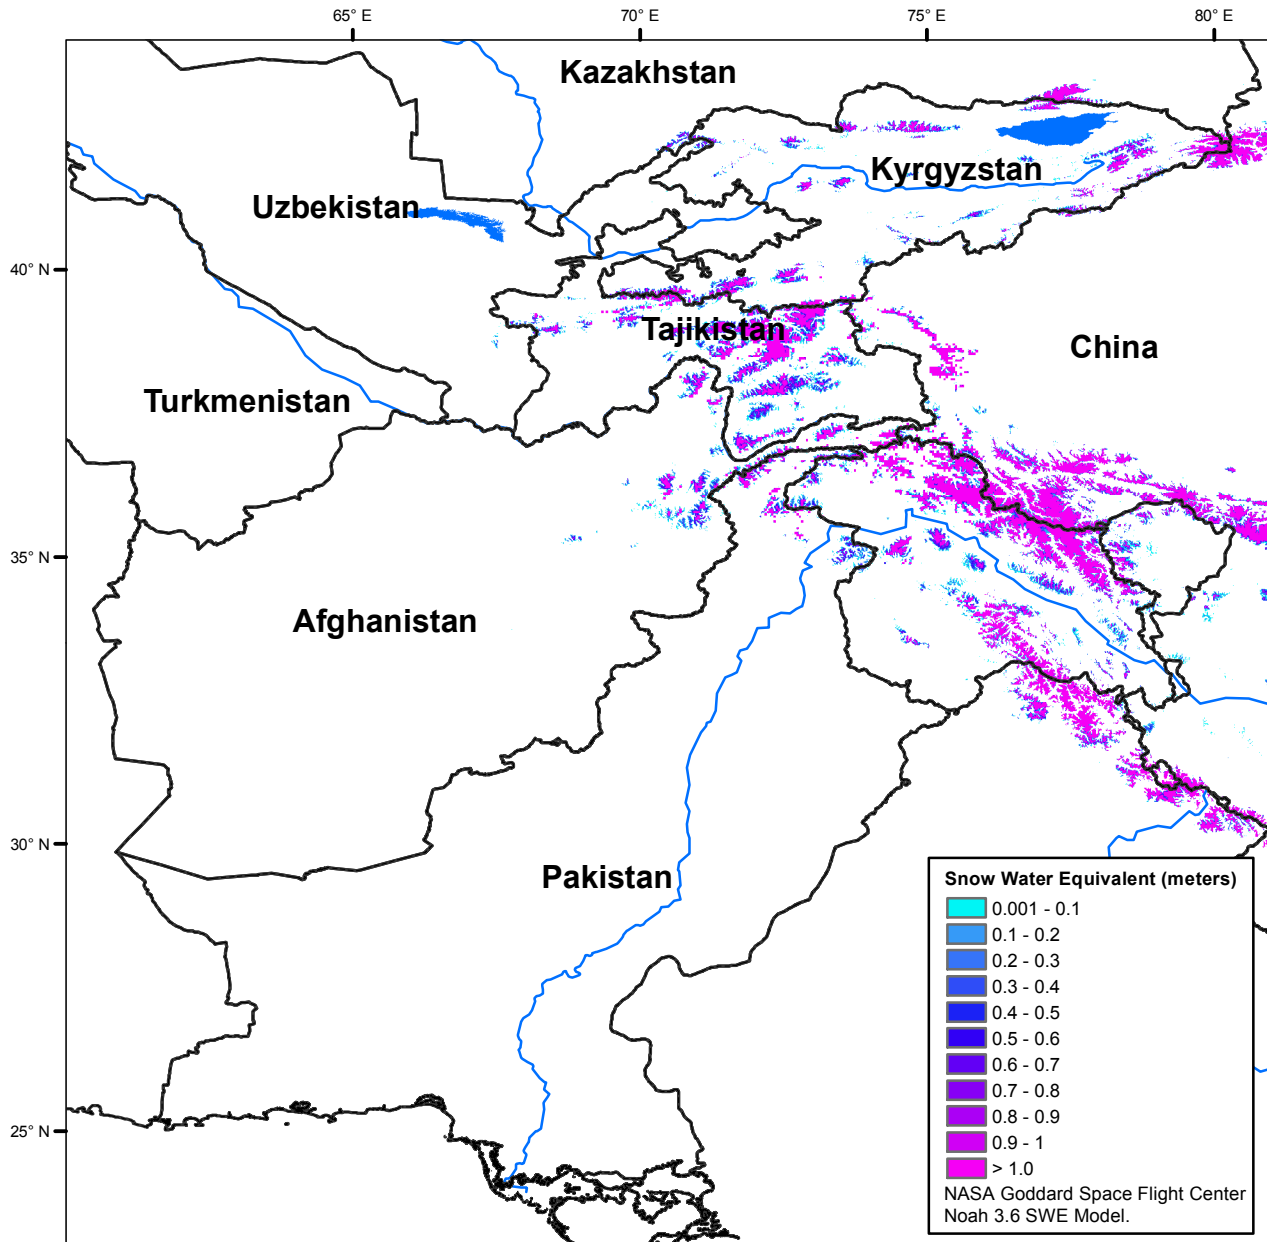 65° E
70° E
75° E
80° E
Kazakhstan
Kyrgyzstan
Uzbekistan
40° N
Tajikistan
China
Turkmenistan
35° N
Afghanistan
30° N
Pakistan
Snow Water Equivalent (meters)
0.001 - 0.1
0.1 - 0.2
0.2 - 0.3
0.3 - 0.4
0.4 - 0.5
0.5 - 0.6
0.6 - 0.7
0.7 - 0.8
0.8 - 0.9
0.9 - 1
> 1.0
NASA Goddard Space Flight Center
Noah 3.6 SWE Model.
25° N